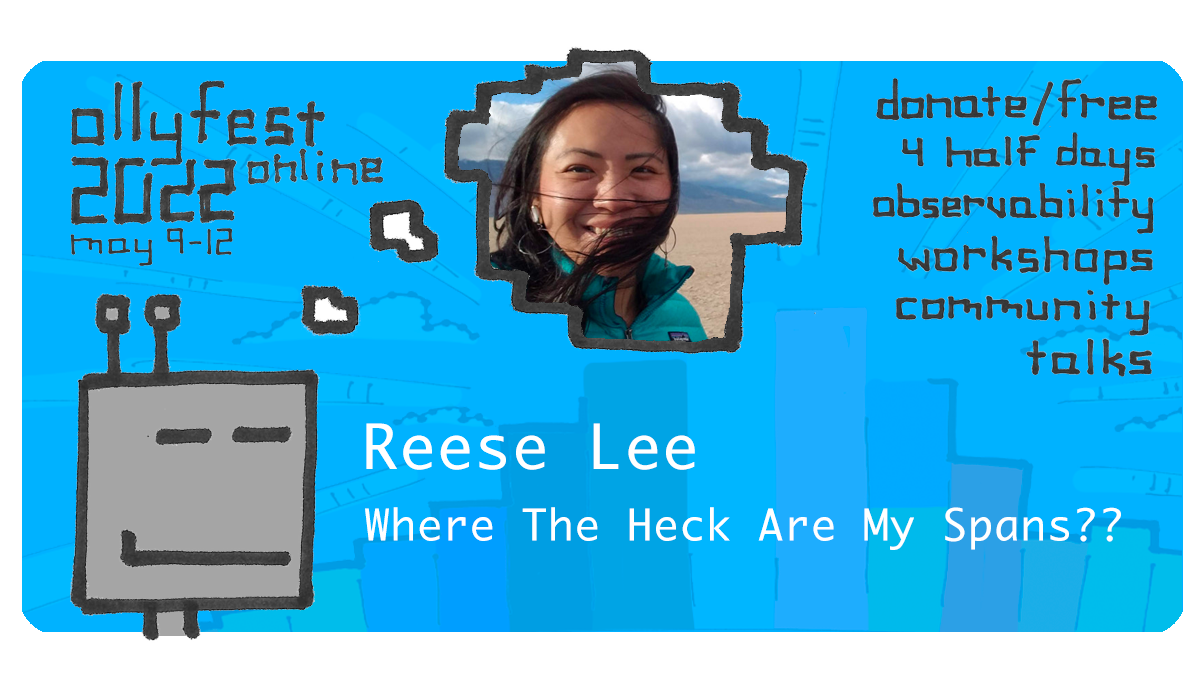 ollyfest
2022 online
may 9-12
donate/free
4 half days
observability
workshops
community
talks
Reese Lee
Where The Heck Are My Spans??